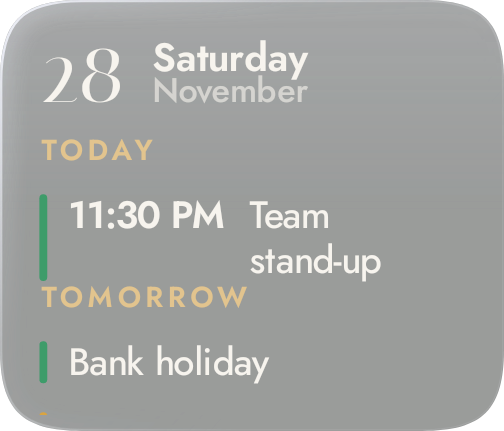 28 Saturday
November
TODAY
11:30 PM Team
stand-up
TOMORROW
Bank holiday